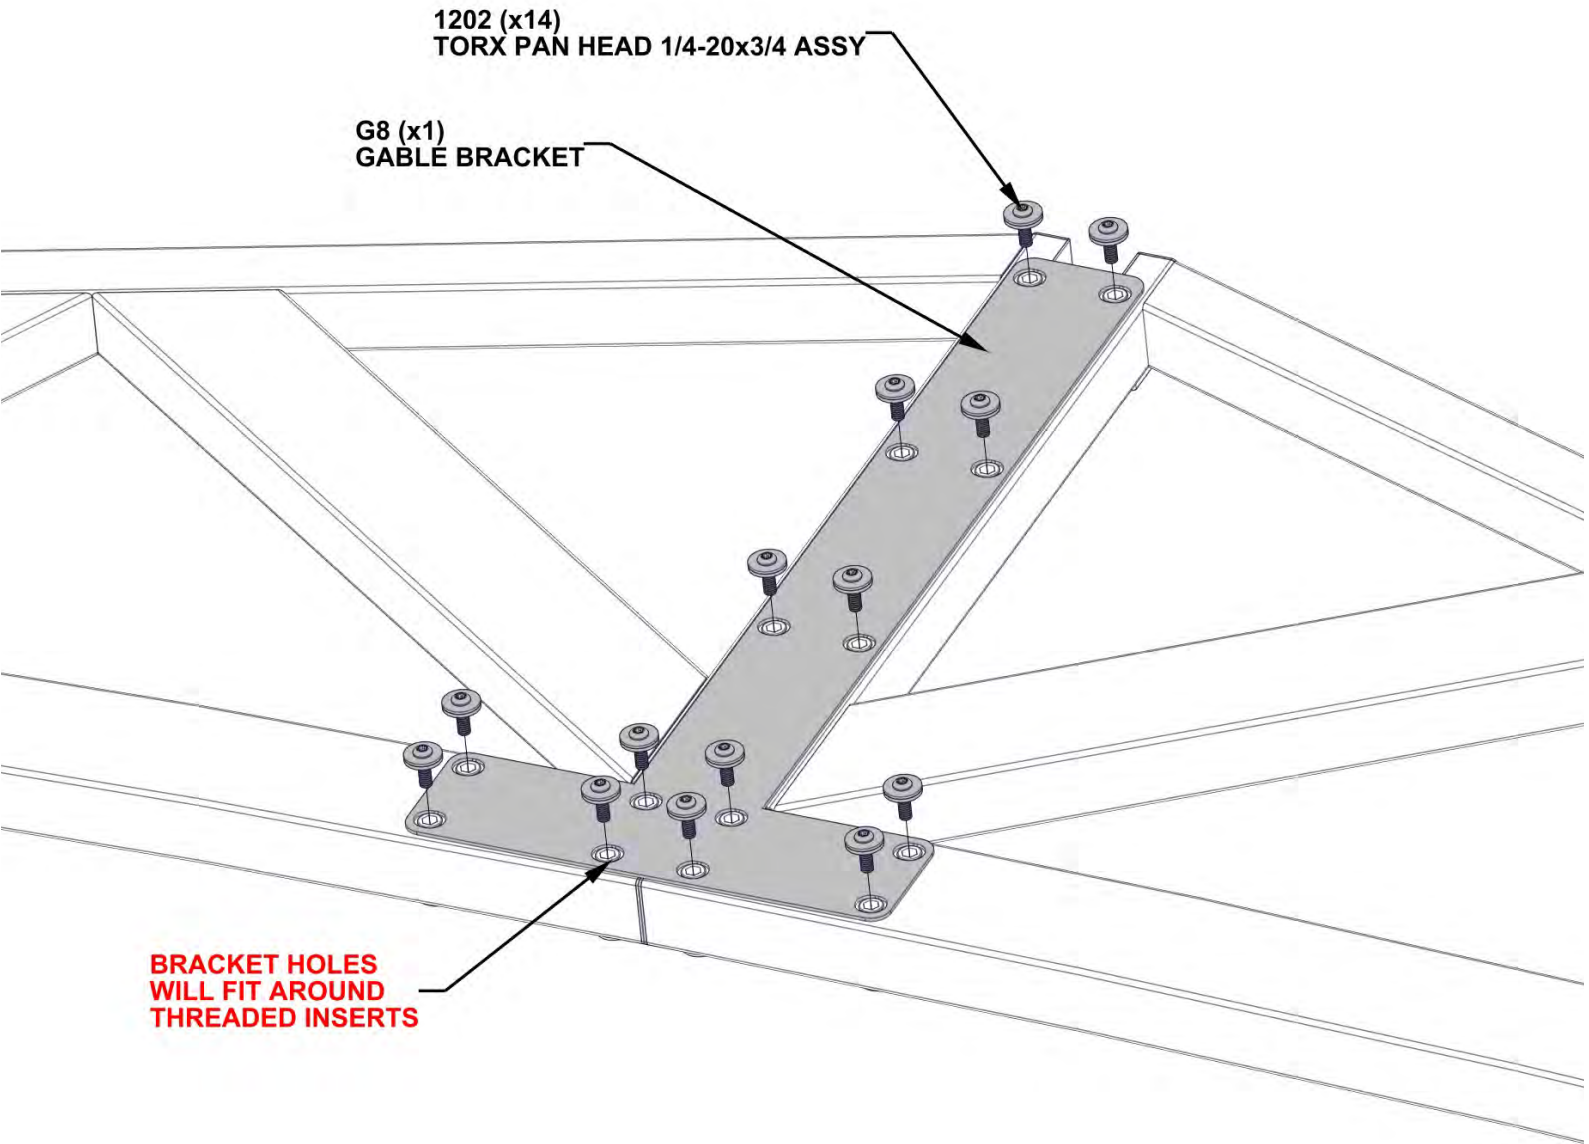 1202 (x14)
TORX PAN HEAD 1/4-20x3/4 ASSY
G8 (x1)
GABLE BRACKET
BRACKET HOLES
WILL FIT AROUND
THREADED INSERTS